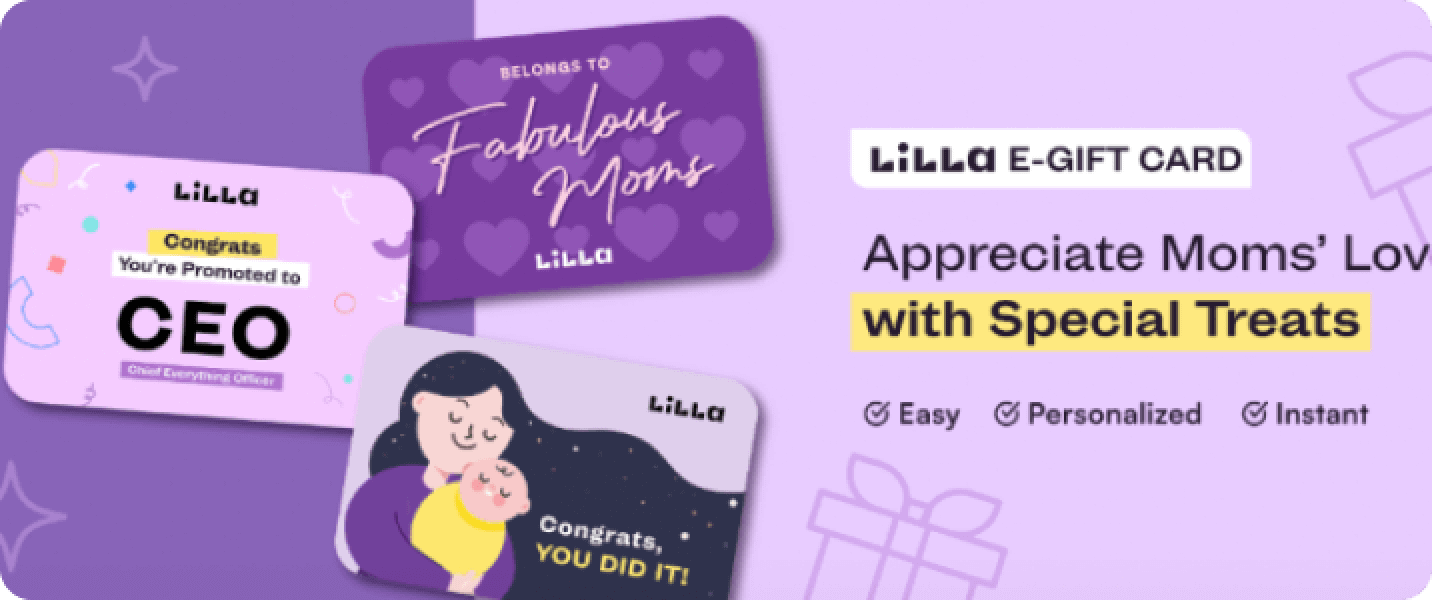 BELONGS TO
Fabulous
Moms
LiLLa
LiLLa
Congrats
You're Promoted to
CEO
Chief Everything Officer
LiLLa
Congrats,
YOU DID IT!
LiLLa E-GIFT CARD
Appreciate Moms' Lov
with Special Treats
Easy Personalized Instant